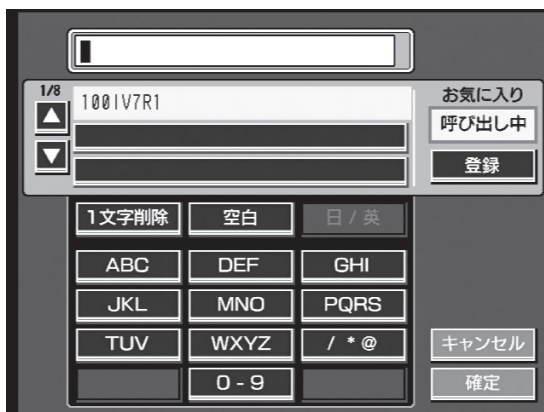 1/8
100IV7R1
お気に入り
呼び出し中
登録
1文字削除 空白 日/英
ABC DEF GHI
JKL MNO PQRS
TUV WXYZ / * @ キャンセル
0-9 確定